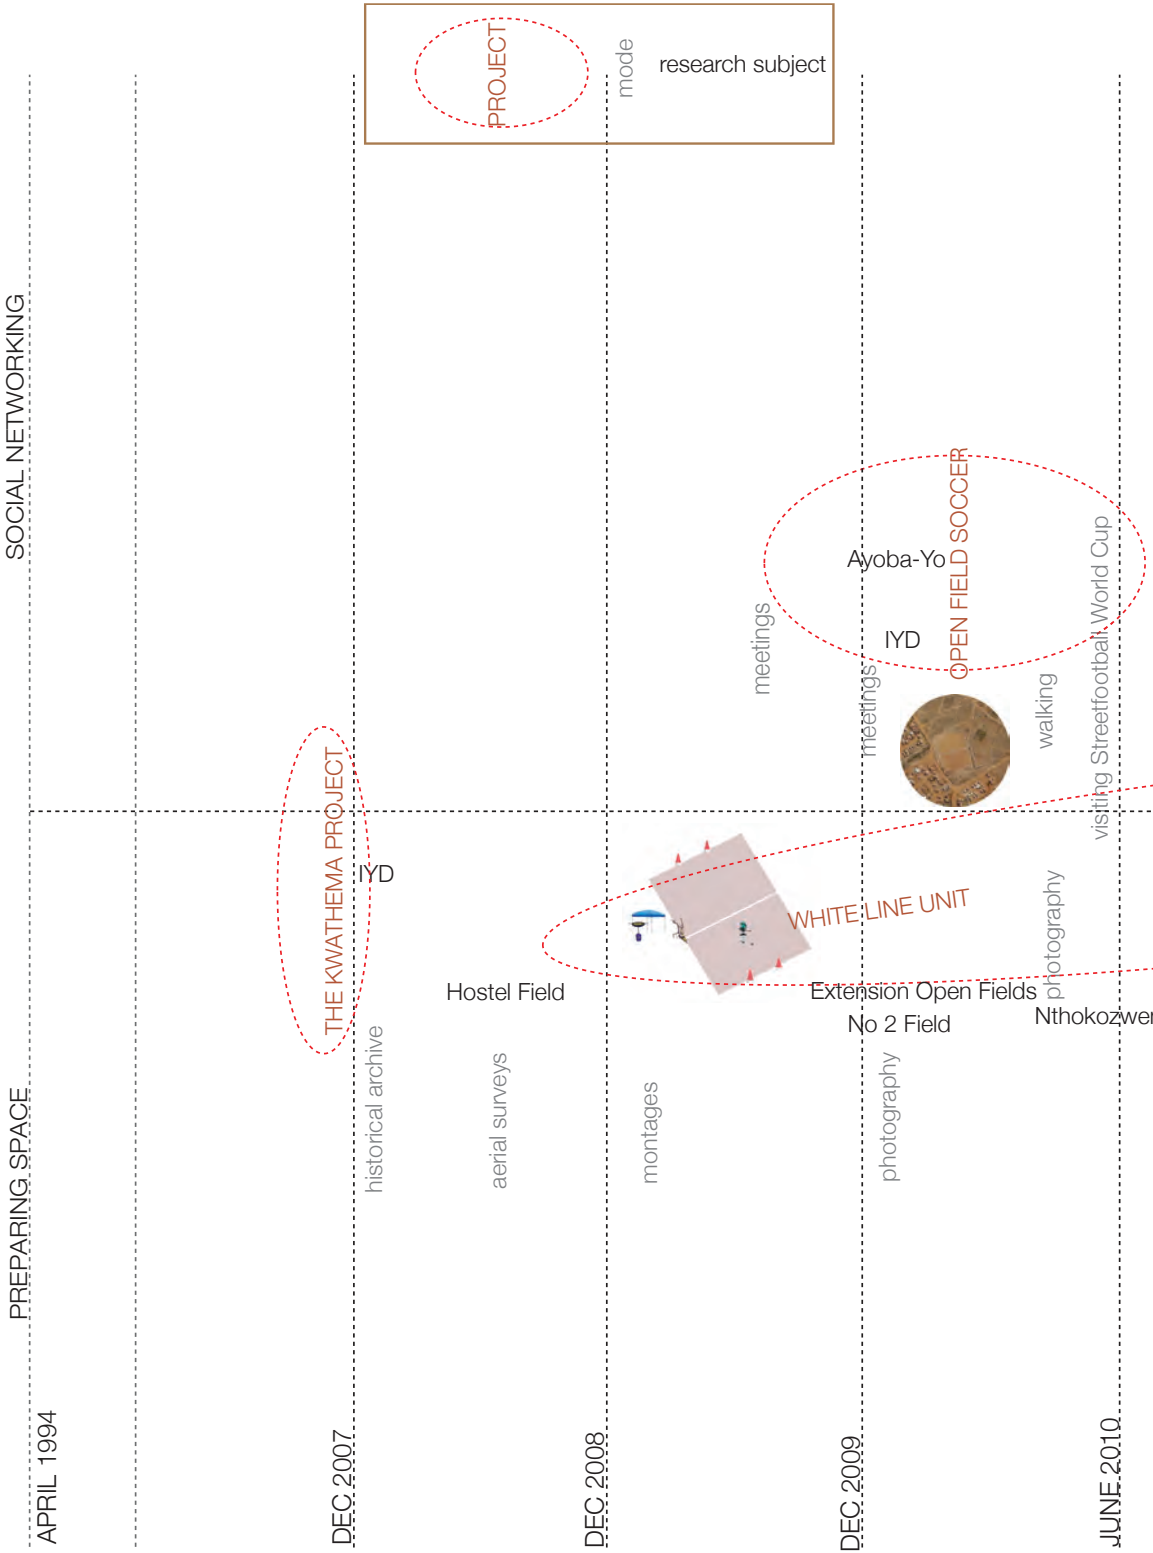 PROJECT
mode
research subject
SOCIAL NETWORKING
OPEN FIELD SOCCER
Ayoba-Yo
IYD
meetings
meetings
walking
visiting Streetfootball World Cup
THE KWATHEMA PROJECT
IYD
WHITE LINE UNIT
photography
Hostel Field
Extension Open Fields
No 2 Field
Nthokozwer
historical archive
aerial surveys
montages
photography
PREPARING SPACE
APRIL 1994
DEC 2007
DEC 2008
DEC 2009
JUNE 2010